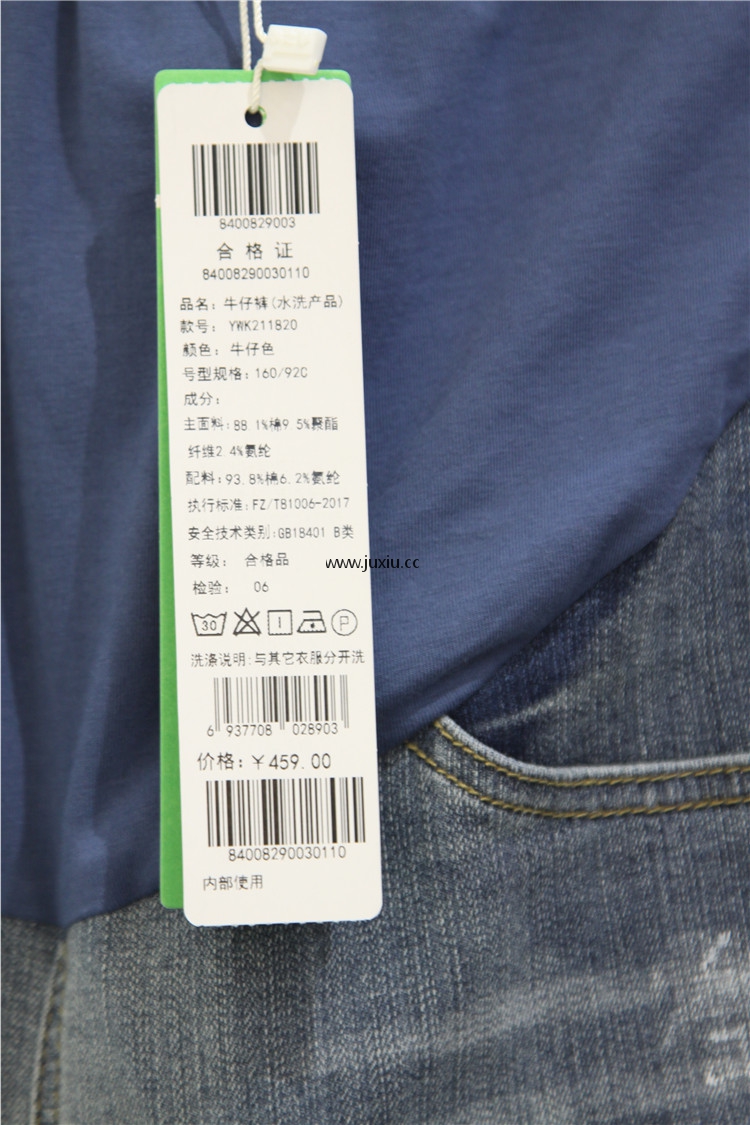 8400829003
合格证
84008290030110
品名：牛仔裤(水洗产品)
款号：YWK211820
颜色：牛仔色
号型规格：160/92C
成分：
主面料：88 1%棉9 5%聚酯
纤维2 4%氨纶
配料：93.8%棉6.2%氨纶
执行标准：FZ/T81006-2017
安全技术类别：GB18401 B类
等级：合格品
www.juxiu.cc
检验：06
30
P
洗涤说明：与其它衣服分开洗
6 937708 028903
价格：￥459.00
84008290030110
内部使用